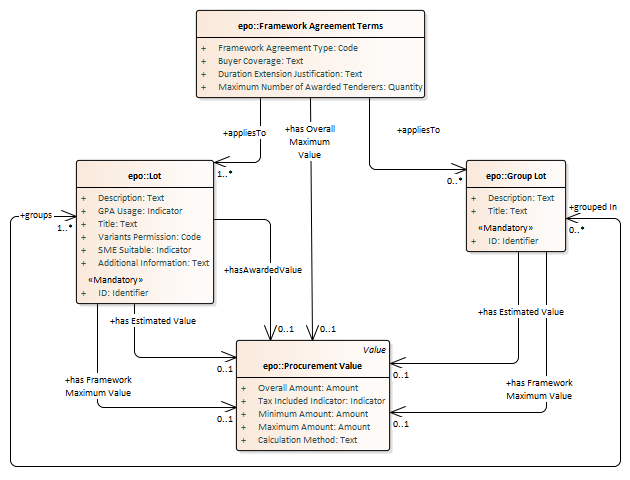 epo::Framework Agreement Terms
+ Framework Agreement Type: Code
+ Buyer Coverage: Text
+ Duration Extension Justification: Text
+ Maximum Number of Awarded Tenderers: Quantity
+appliesTo
+has Overall
Maximum
Value
+appliesTo
1..*
0..*
epo::Lot
+ Description: Text
+ GPA Usage: Indicator
+ Title: Text
+ Variants Permission: Code
+ SME Suitable: Indicator
+ Additional Information: Text
«Mandatory»
+ ID: Identifier
epo::Group Lot
+ Description: Text
+ Title: Text
«Mandatory»
+ ID: Identifier
+groups
1..*
+grouped In
0..*
+hasAwardedValue
+has Estimated Value
+has Estimated Value
0..1
0..1
+has Framework
Maximum Value
+has Framework
Maximum Value
0..1
0..1
0..1
0..1
Value
epo::Procurement Value
+ Overall Amount: Amount
+ Tax Included Indicator: Indicator
+ Minimum Amount: Amount
+ Maximum Amount: Amount
+ Calculation Method: Text